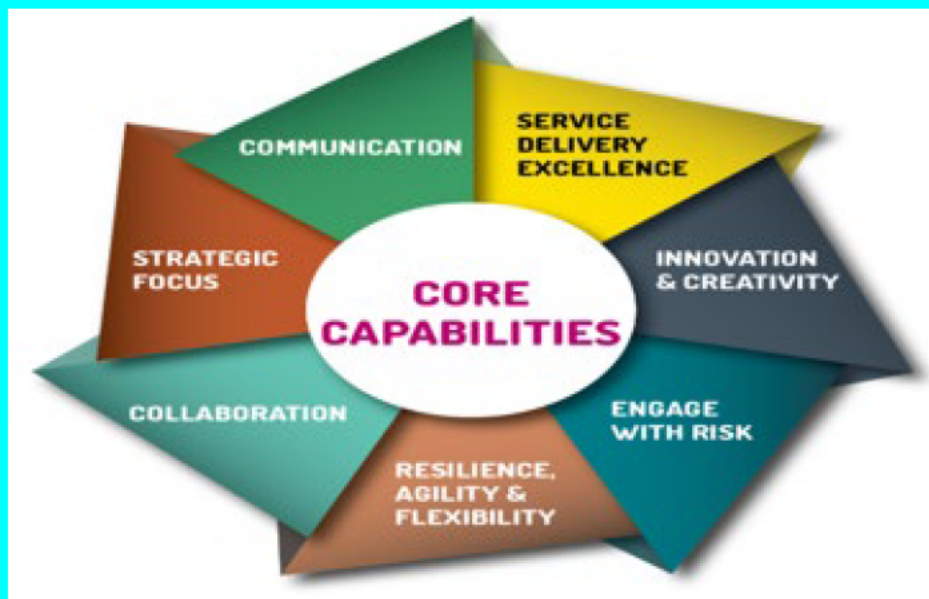 COMMUNICATION
SERVICE
DELIVERY
EXCELLENCE
INNOVATION
& CREATIVITY
ENGAGE
WITH RISK
RESILIENCE,
AGILITY &
FLEXIBILITY
COLLABORATION
STRATEGIC
FOCUS
CORE
CAPABILITIES